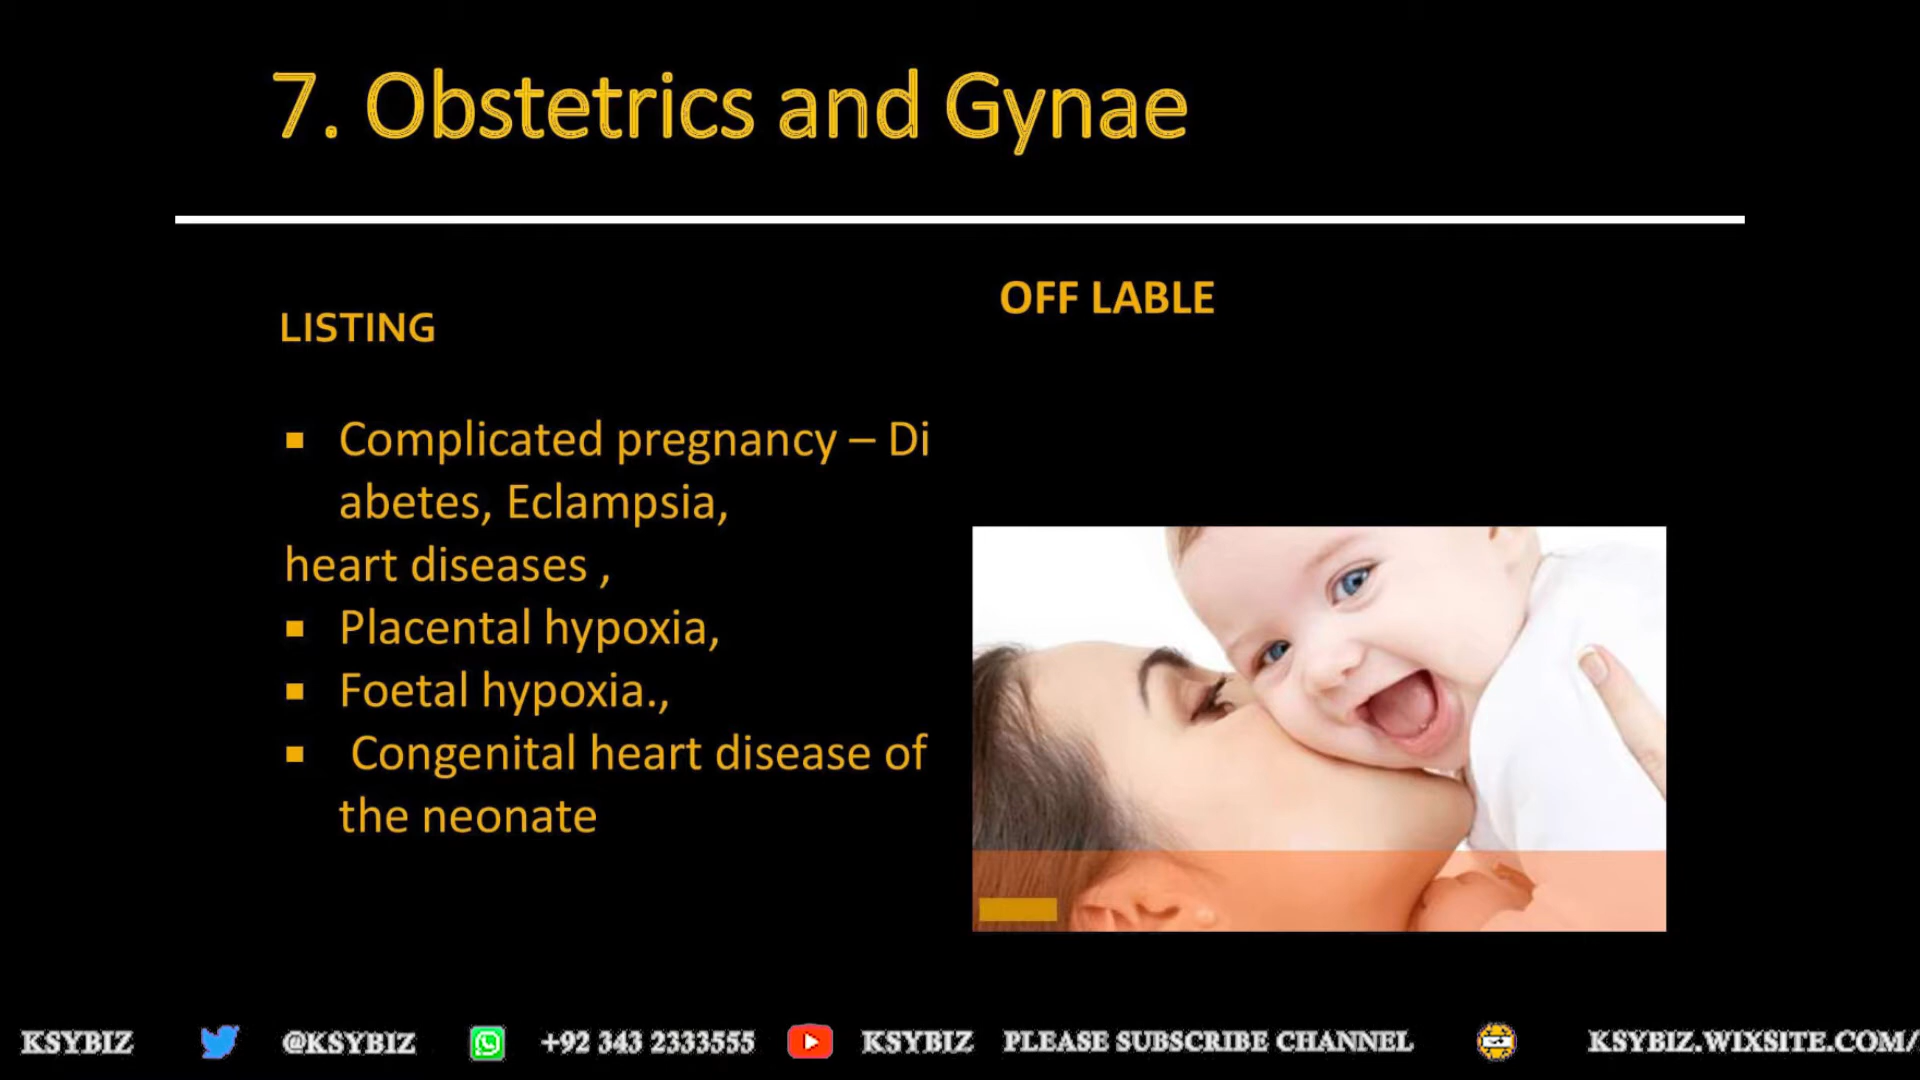 7. Obstetrics and Gynae
LISTING
▪ Complicated pregnancy – Di
abetes, Eclampsia,
heart diseases ,
▪ Placental hypoxia,
▪ Foetal hypoxia.,
▪ Congenital heart disease of
the neonate
OFF LABLE
KSYBIZ @KSYBIZ +92 343 2333555 KSYBIZ PLEASE SUBSCRIBE CHANNEL KSYBIZ.WIXSITE.COM/